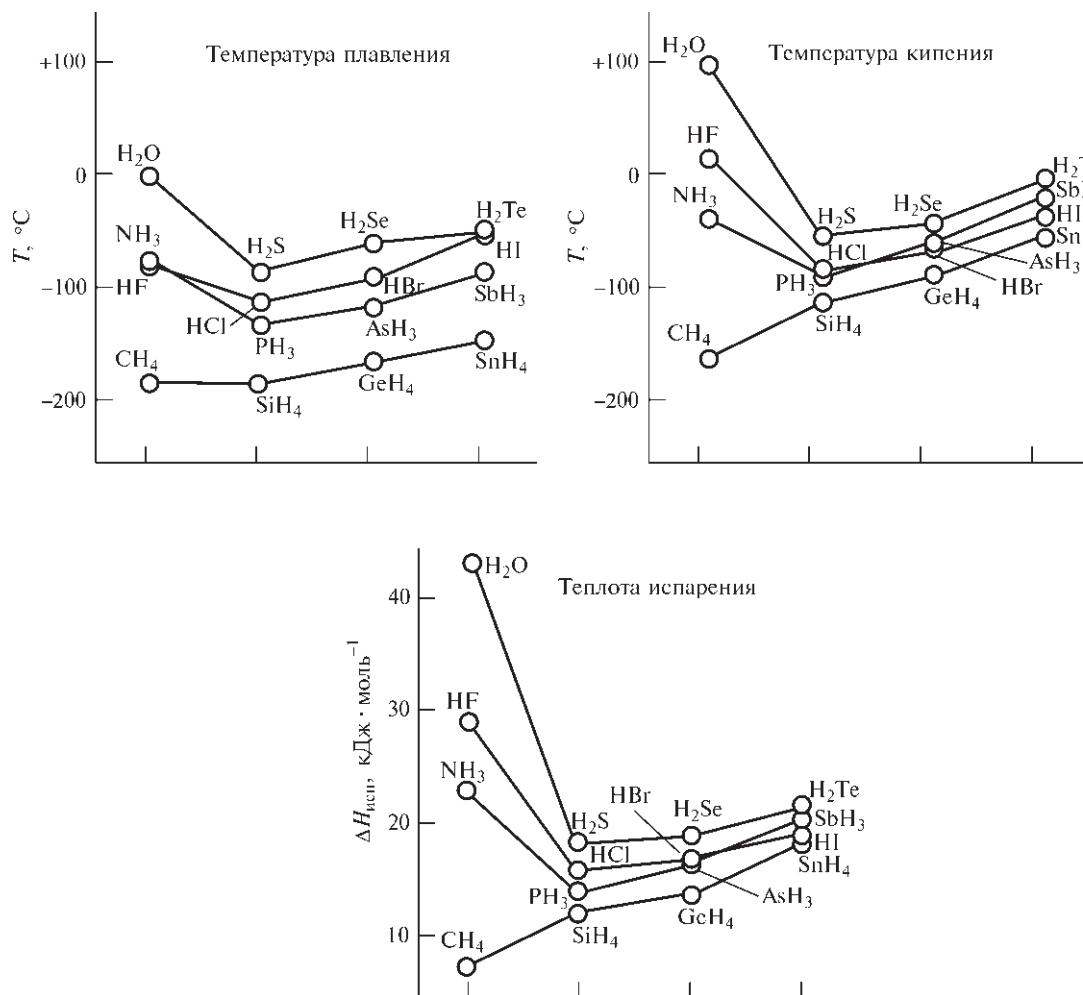 Температура плавления
T, °C
+100
0
−100
−200
H₂O
NH₃
HF
CH₄
H₂S
HCl
PH₃
SiH₄
H₂Se
HBr
AsH₃
GeH₄
H₂Te
HI
SbH₃
SnH₄
Температура кипения
T, °C
+100
0
−100
−200
H₂O
HF
NH₃
CH₄
H₂S
HCl
PH₃
SiH₄
H₂Se
AsH₃
HBr
GeH₄
H₂T
Sb
HI
Sn
Теплота испарения
ΔHисп, кДж · моль⁻¹
40
30
20
10
H₂O
HF
NH₃
CH₄
H₂S
HCl
PH₃
SiH₄
HBr
H₂Se
AsH₃
GeH₄
H₂Te
SbH₃
HI
SnH₄